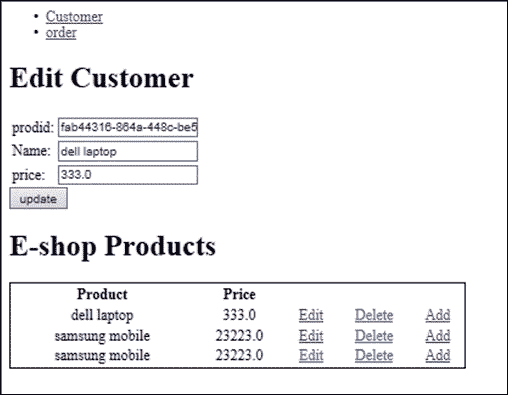 Customer
order
Edit Customer
prodid: fab44316-864a-448c-be5
Name: dell laptop
price: 333.0
update
E-shop Products
Product Price
dell laptop 333.0 Edit Delete Add
samsung mobile 23223.0 Edit Delete Add
samsung mobile 23223.0 Edit Delete Add